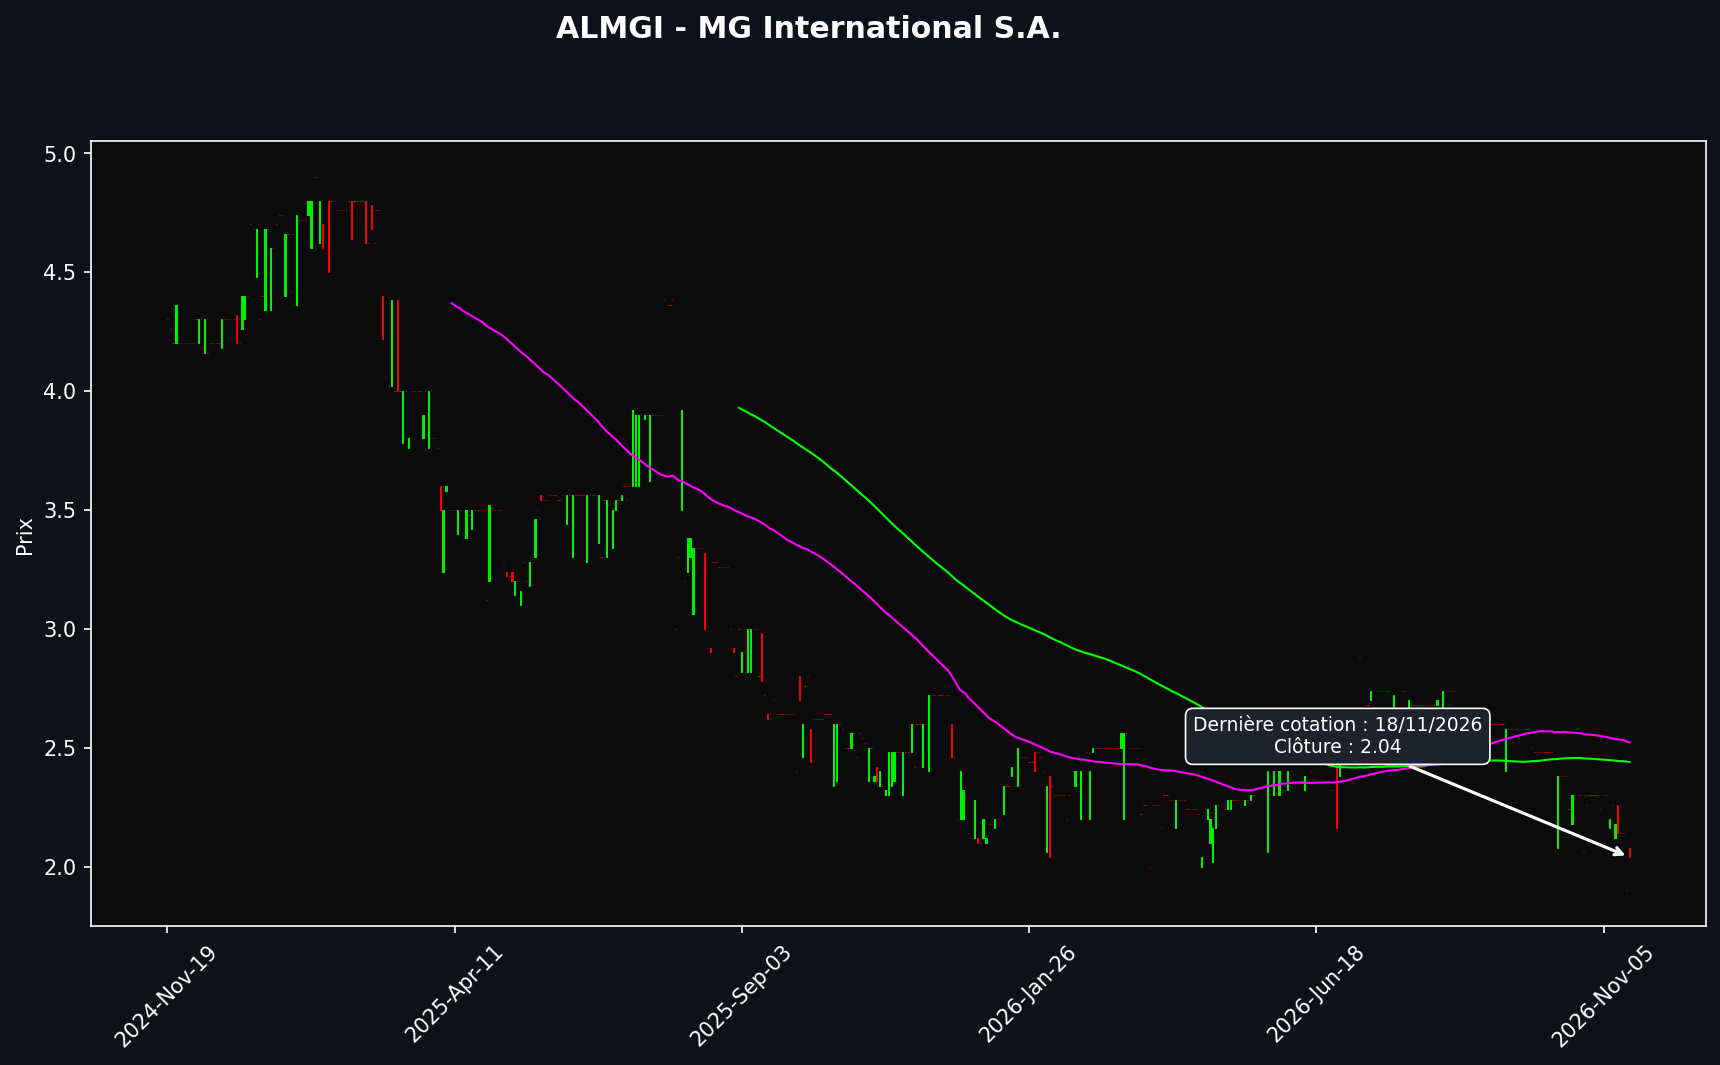 ALMGI - MG International S.A.
Prix
5.0
4.5
4.0
3.5
3.0
2.5
2.0
Dernière cotation : 18/11/2026
Clôture : 2.04
2024-Nov-19
2025-Apr-11
2025-Sep-03
2026-Jan-26
2026-Jun-18
2026-Nov-05